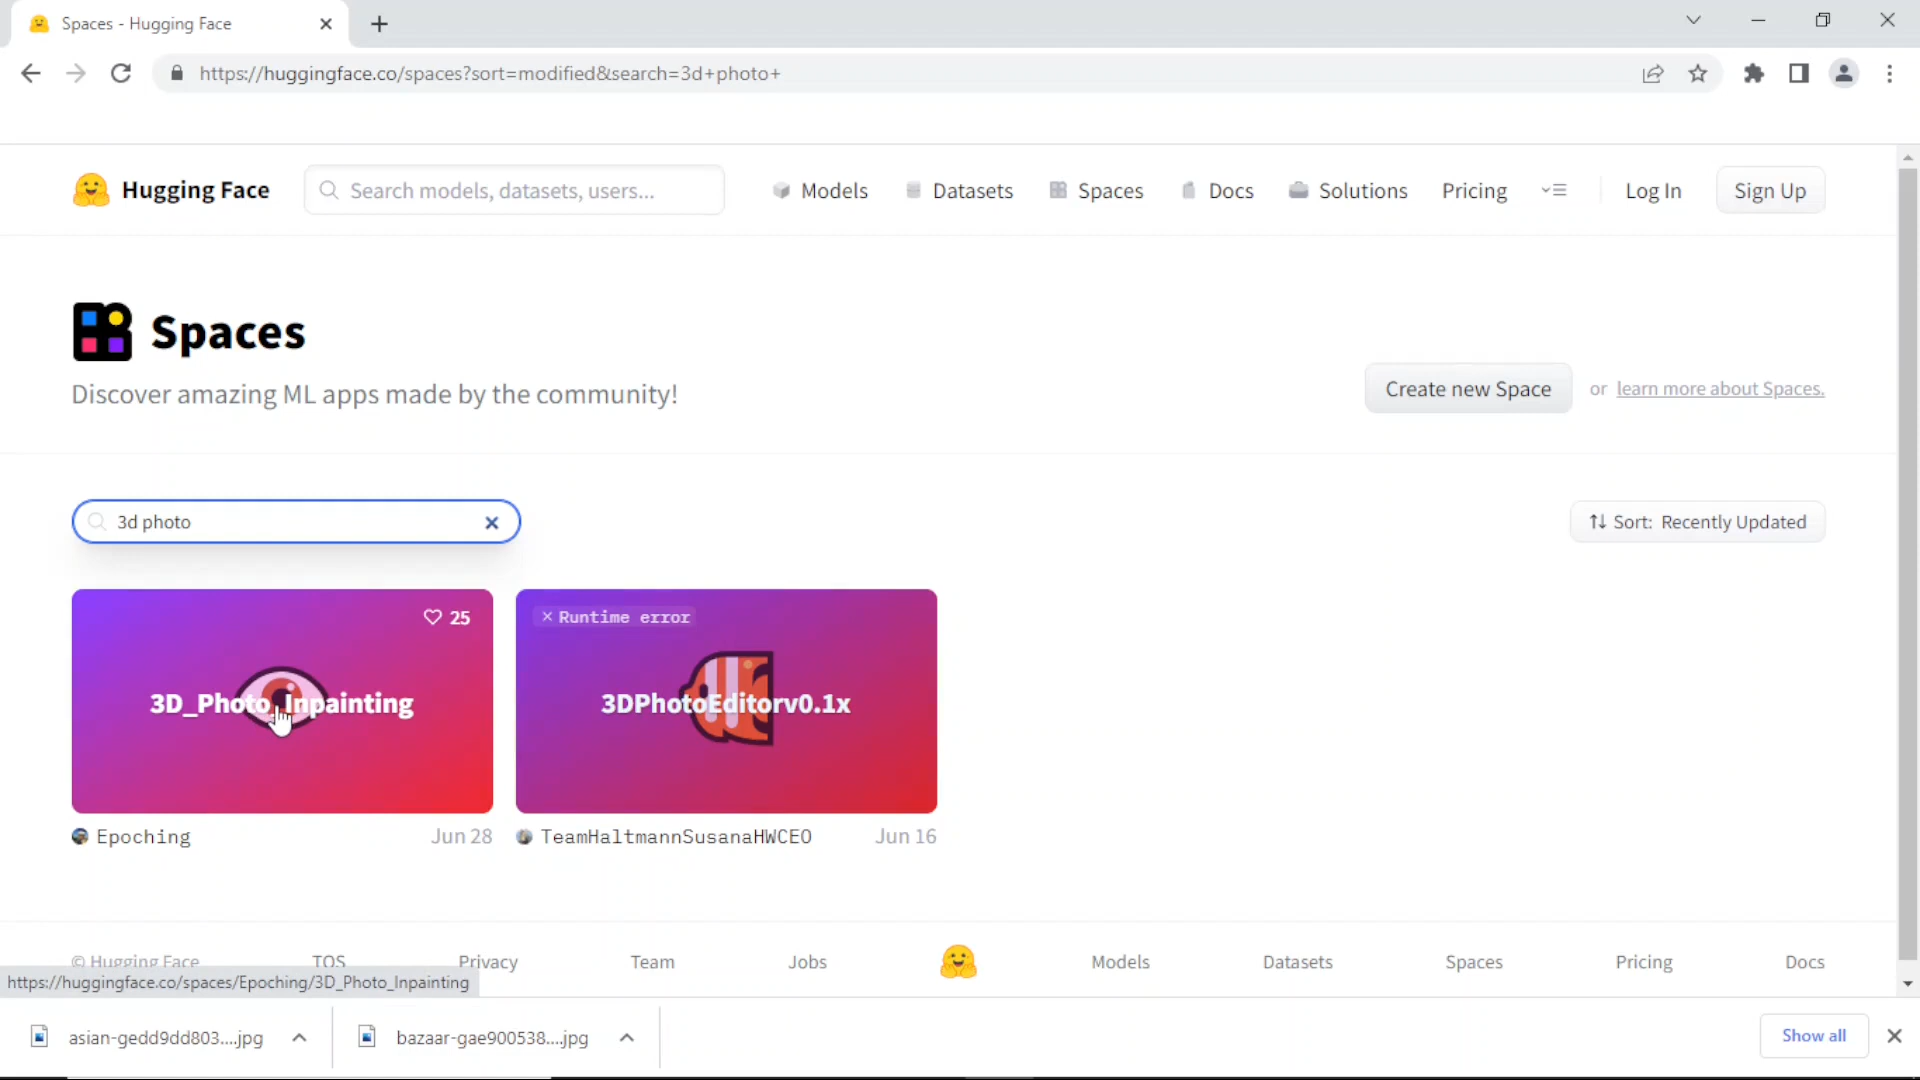 Spaces - Hugging Face
https://huggingface.co/spaces?sort=modified&search=3d+photo+
Hugging Face
Search models, datasets, users...
Models
Datasets
Spaces
Docs
Solutions
Pricing
Log In
Sign Up
Spaces
Discover amazing ML apps made by the community!
Create new Space
or learn more about Spaces.
3d photo
Sort: Recently Updated
25
3D_Photo_Inpainting
Epoching
Jun 28
Runtime error
3DPhotoEditorv0.1x
TeamHaltmannSusanaHWCEO
Jun 16
© Hugging Face
TOS
Privacy
Team
Jobs
Models
Datasets
Spaces
Pricing
Docs
https://huggingface.co/spaces/Epoching/3D_Photo_Inpainting
asian-gedd9dd803....jpg
bazaar-gae900538....jpg
Show all